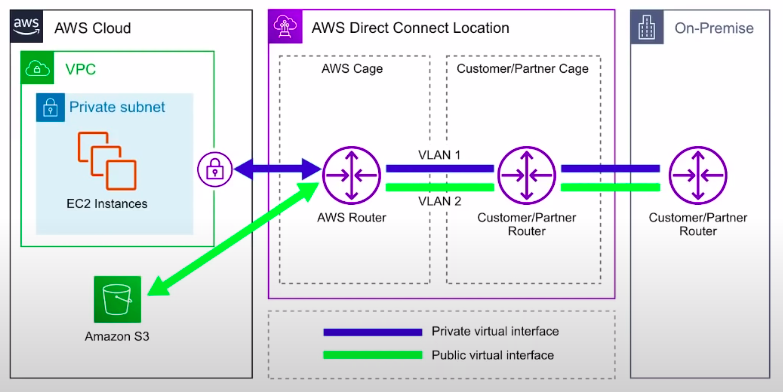 aws
AWS Cloud
AWS Direct Connect Location
On-Premise
VPC
AWS Cage
Customer/Partner Cage
Private subnet
EC2 Instances
VLAN 1
VLAN 2
AWS Router
Customer/Partner
Router
Customer/Partner
Router
Amazon S3
Private virtual interface
Public virtual interface